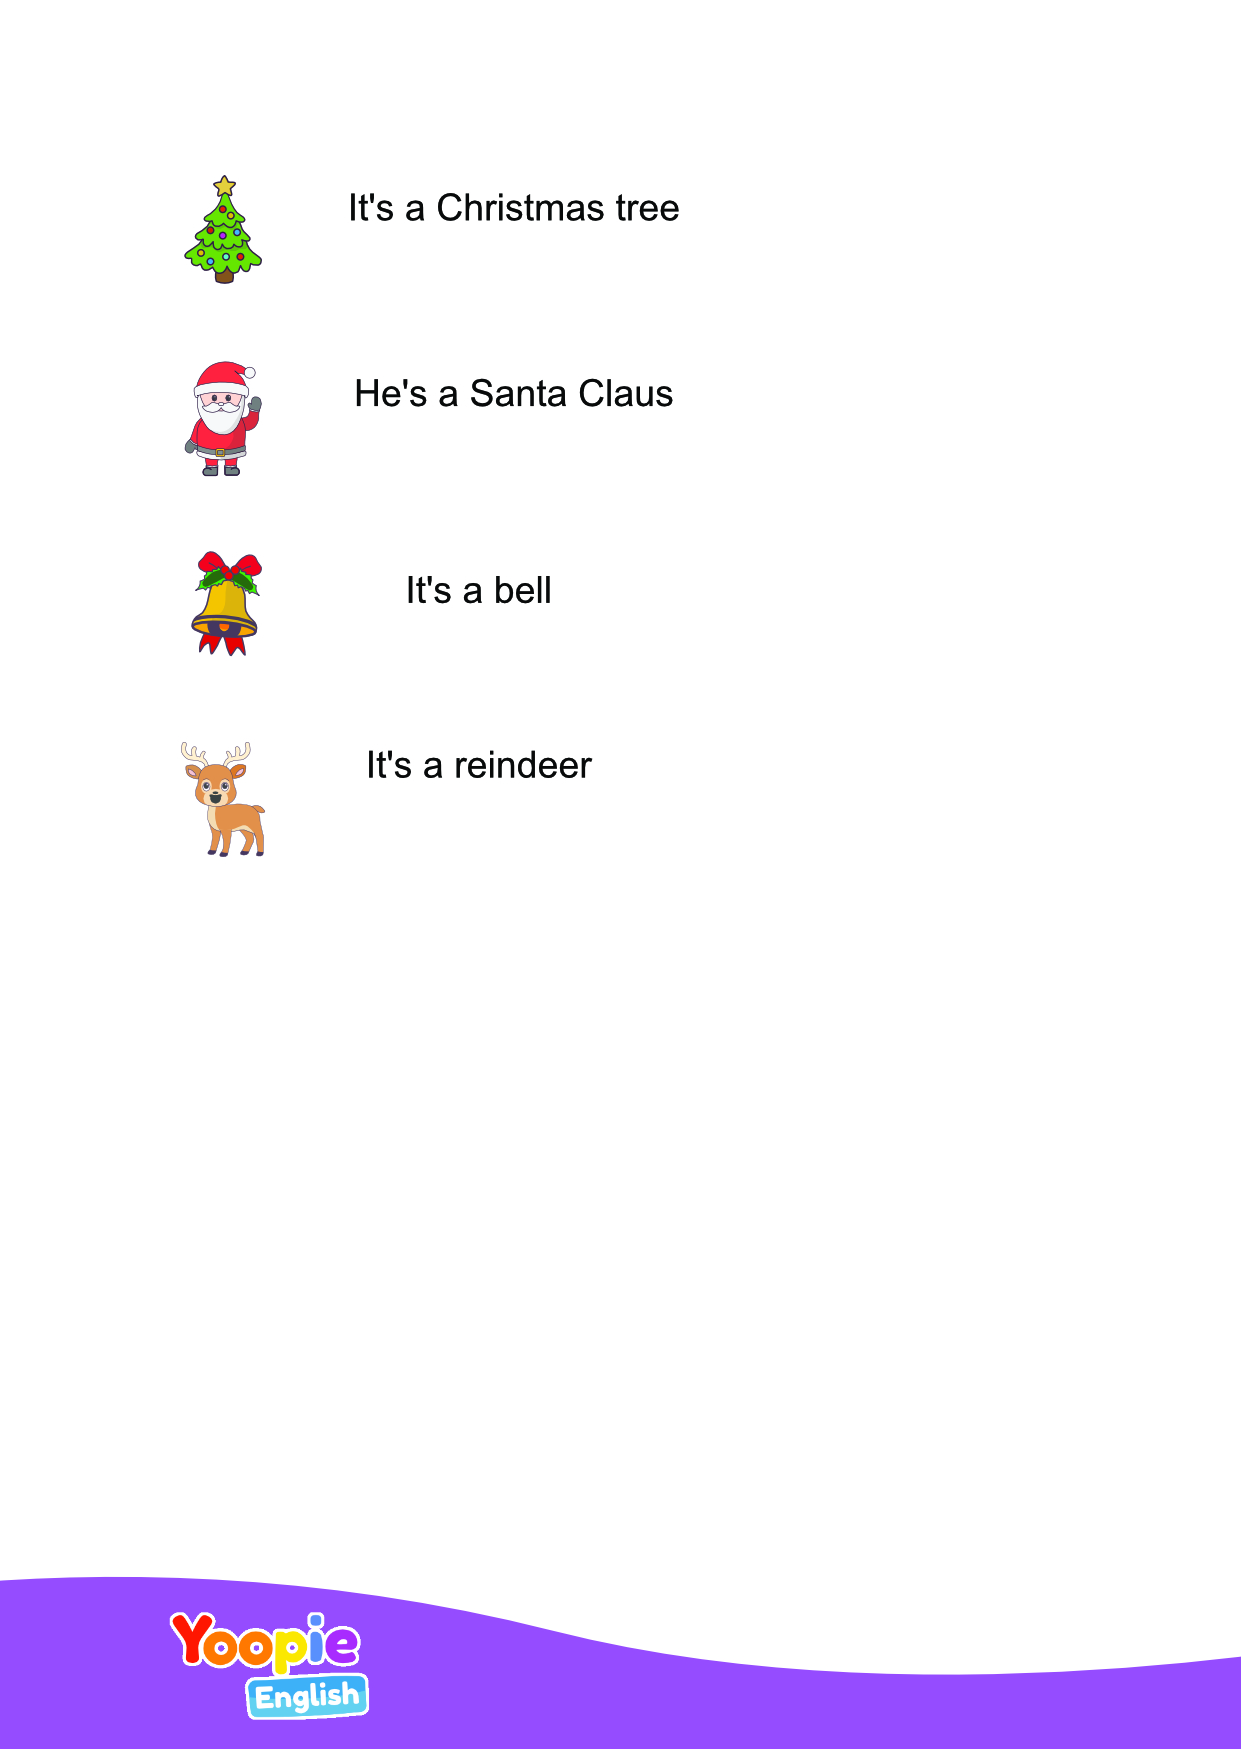 It's a Christmas tree
He's a Santa Claus
It's a bell
It's a reindeer
Yoopie
English